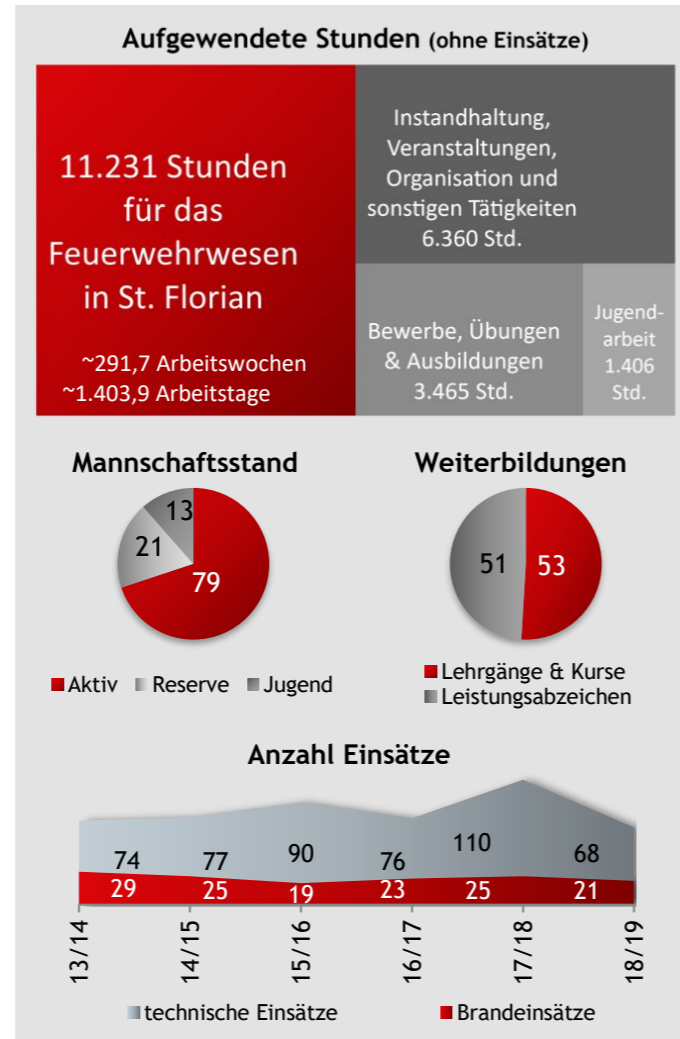 Aufgewendete Stunden (ohne Einsätze)
11.231 Stunden
für das
Feuerwehrwesen
in St. Florian
~291,7 Arbeitswochen
~1.403,9 Arbeitstage
Instandhaltung,
Veranstaltungen,
Organisation und
sonstigen Tätigkeiten
6.360 Std.
Bewerbe, Übungen
& Ausbildungen
3.465 Std.
Jugend-
arbeit
1.406
Std.
Mannschaftsstand
13
21
79
Aktiv Reserve Jugend
Weiterbildungen
51 53
Lehrgänge & Kurse
Leistungsabzeichen
Anzahl Einsätze
74 77 90 76 110 68
29 25 19 23 25 21
13/14 14/15 15/16 16/17 17/18 18/19
technische Einsätze Brandeinsätze